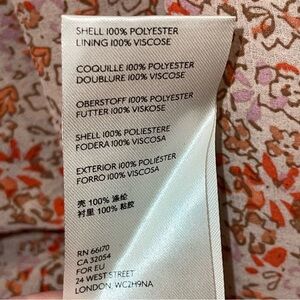 SHELL 100% POLYESTER
LINING 100% VISCOSE
COQUILLE 100% POLYESTER
DOUBLURE 100% VISCOSE
OBERSTOFF 100% POLYESTER
FUTTER 100% VISKOSE
SHELL 100% POLIESTERE
FODERA 100% VISCOSA
EXTERIOR 100% POLIÉSTER
FORRO 100% VISCOSA
壳 100% 涤纶
衬里 100% 粘胶
RN 66170
CA 32054
FOR EU
24 WEST STREET
LONDON, WC2H9NA